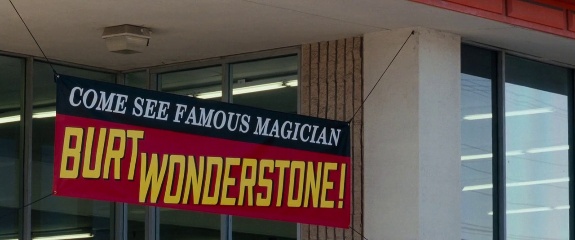 COME SEE FAMOUS MAGICIAN
BURT WONDERSTONE!